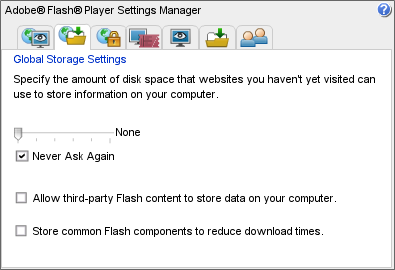 Adobe® Flash® Player Settings Manager
?
Global Storage Settings
Specify the amount of disk space that websites you haven't yet visited can
use to store information on your computer.
None
Never Ask Again
Allow third-party Flash content to store data on your computer.
Store common Flash components to reduce download times.